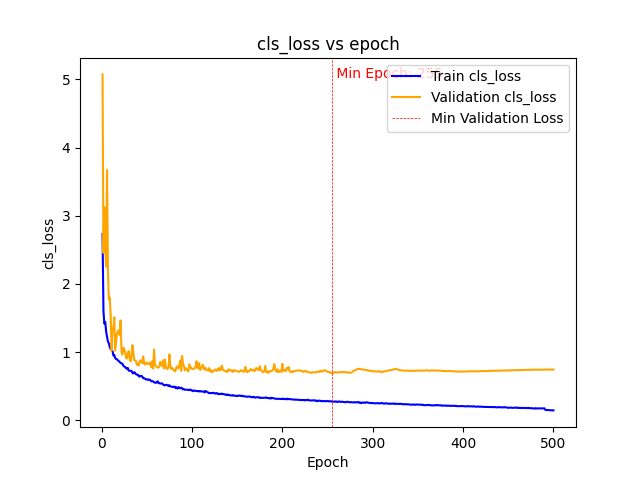 cls_loss vs epoch
Min Epoch: 255
Train cls_loss
Validation cls_loss
Min Validation Loss
cls_loss
5
4
3
2
1
0
0 100 200 300 400 500
Epoch